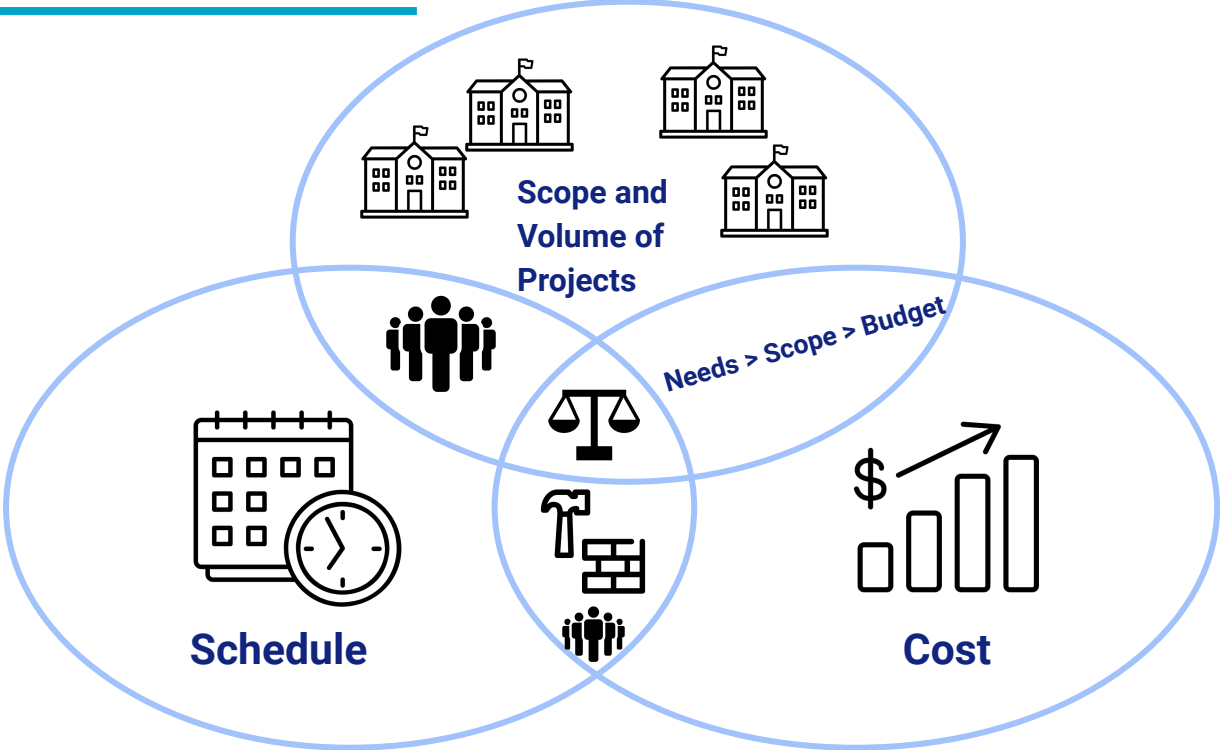 Scope and
Volume of
Projects
Needs > Scope > Budget
$
Schedule
Cost